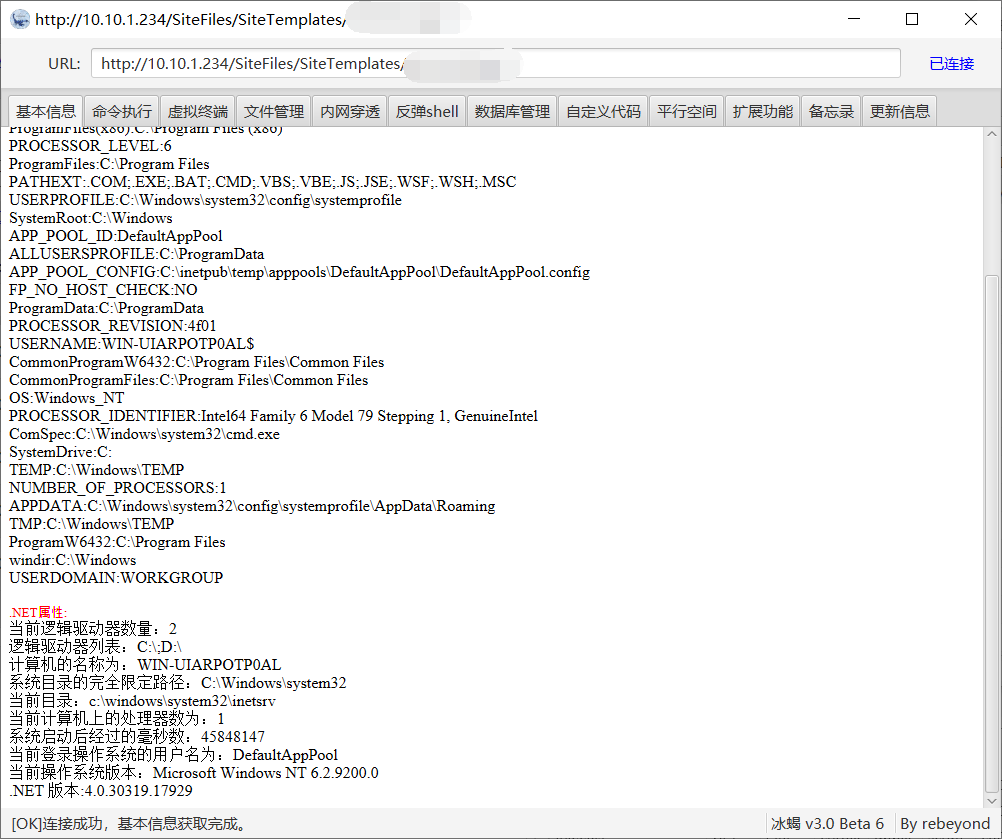 http://10.10.1.234/SiteFiles/SiteTemplates/
URL: http://10.10.1.234/SiteFiles/SiteTemplates/ 已连接
基本信息 命令执行 虚拟终端 文件管理 内网穿透 反弹shell 数据库管理 自定义代码 平行空间 扩展功能 备忘录 更新信息
ProgramFiles(x86):C:\Program Files (x86)
PROCESSOR_LEVEL:6
ProgramFiles:C:\Program Files
PATHEXT:.COM;.EXE;.BAT;.CMD;.VBS;.VBE;.JS;.JSE;.WSF;.WSH;.MSC
USERPROFILE:C:\Windows\system32\config\systemprofile
SystemRoot:C:\Windows
APP_POOL_ID:DefaultAppPool
ALLUSERSPROFILE:C:\ProgramData
APP_POOL_CONFIG:C:\inetpub\temp\apppools\DefaultAppPool\DefaultAppPool.config
FP_NO_HOST_CHECK:NO
ProgramData:C:\ProgramData
PROCESSOR_REVISION:4f01
USERNAME:WIN-UIARPOTP0AL$
CommonProgramW6432:C:\Program Files\Common Files
CommonProgramFiles:C:\Program Files\Common Files
OS:Windows_NT
PROCESSOR_IDENTIFIER:Intel64 Family 6 Model 79 Stepping 1, GenuineIntel
ComSpec:C:\Windows\system32\cmd.exe
SystemDrive:C:
TEMP:C:\Windows\TEMP
NUMBER_OF_PROCESSORS:1
APPDATA:C:\Windows\system32\config\systemprofile\AppData\Roaming
TMP:C:\Windows\TEMP
ProgramW6432:C:\Program Files
windir:C:\Windows
USERDOMAIN:WORKGROUP
.NET属性:
当前逻辑驱动器数量：2
逻辑驱动器列表：C:\;D:\
计算机的名称为：WIN-UIARPOTP0AL
系统目录的完全限定路径：C:\Windows\system32
当前目录：c:\windows\system32\inetsrv
当前计算机上的处理器数为：1
系统启动后经过的毫秒数：45848147
当前登录操作系统的用户名为：DefaultAppPool
当前操作系统版本：Microsoft Windows NT 6.2.9200.0
.NET 版本:4.0.30319.17929
[OK]连接成功，基本信息获取完成。 冰蝎 v3.0 Beta 6 By rebeyond